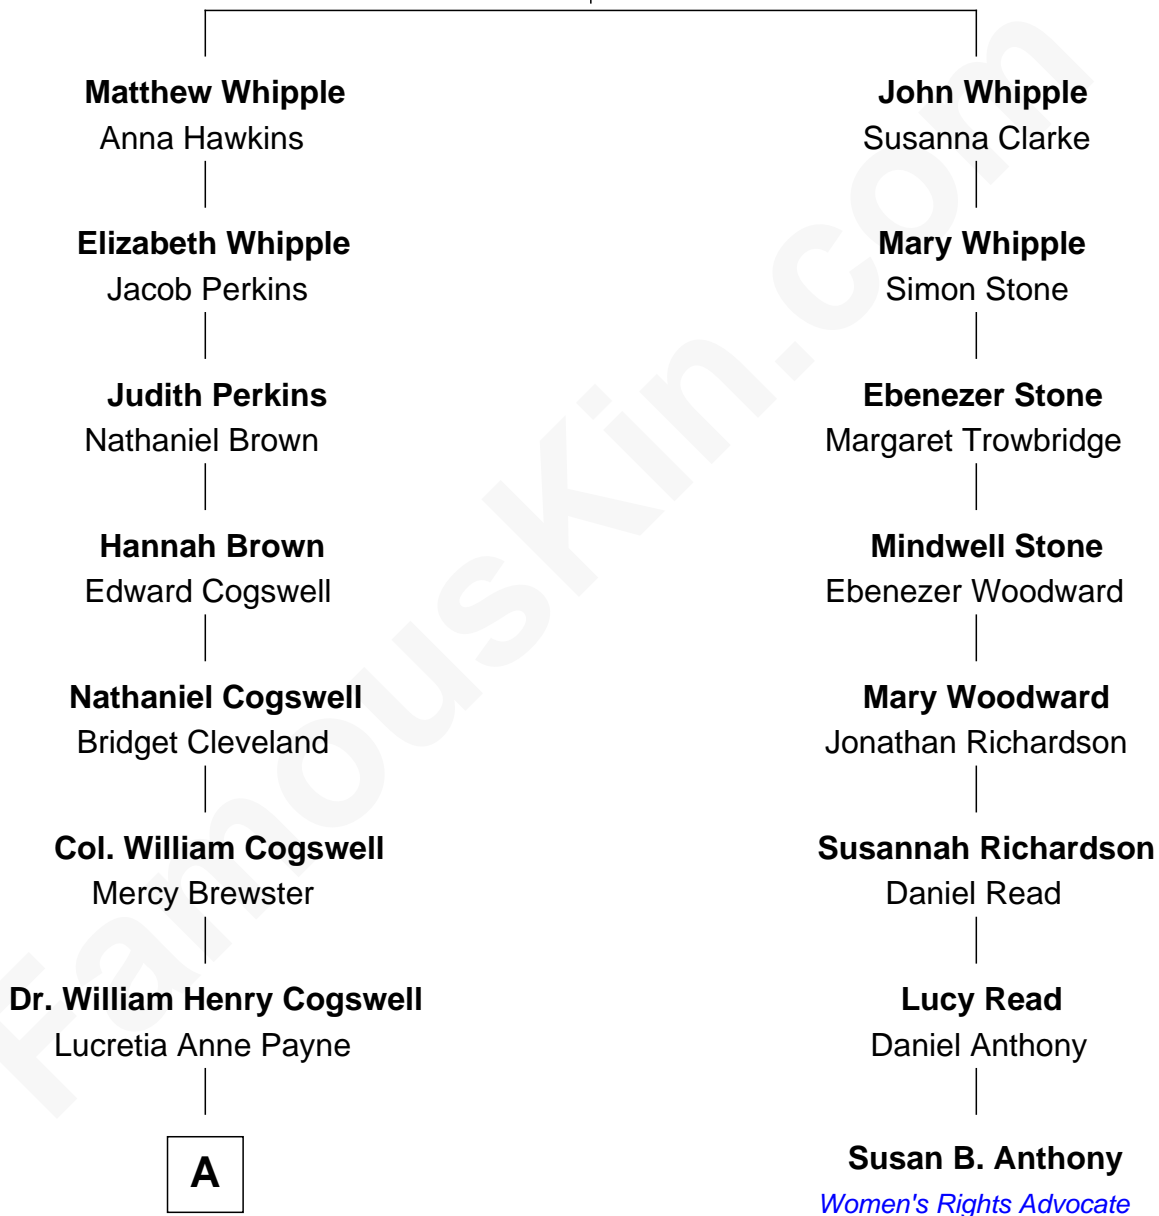 Matthew Whipple
Anna Hawkins
Elizabeth Whipple
Jacob Perkins
Judith Perkins
Nathaniel Brown
Hannah Brown
Edward Cogswell
Nathaniel Cogswell
Bridget Cleveland
Col. William Cogswell
Mercy Brewster
Dr. William Henry Cogswell
Lucretia Anne Payne
A
John Whipple
Susanna Clarke
Mary Whipple
Simon Stone
Ebenezer Stone
Margaret Trowbridge
Mindwell Stone
Ebenezer Woodward
Mary Woodward
Jonathan Richardson
Susannah Richardson
Daniel Read
Lucy Read
Daniel Anthony
Susan B. Anthony
Women's Rights Advocate
FamousKin.com